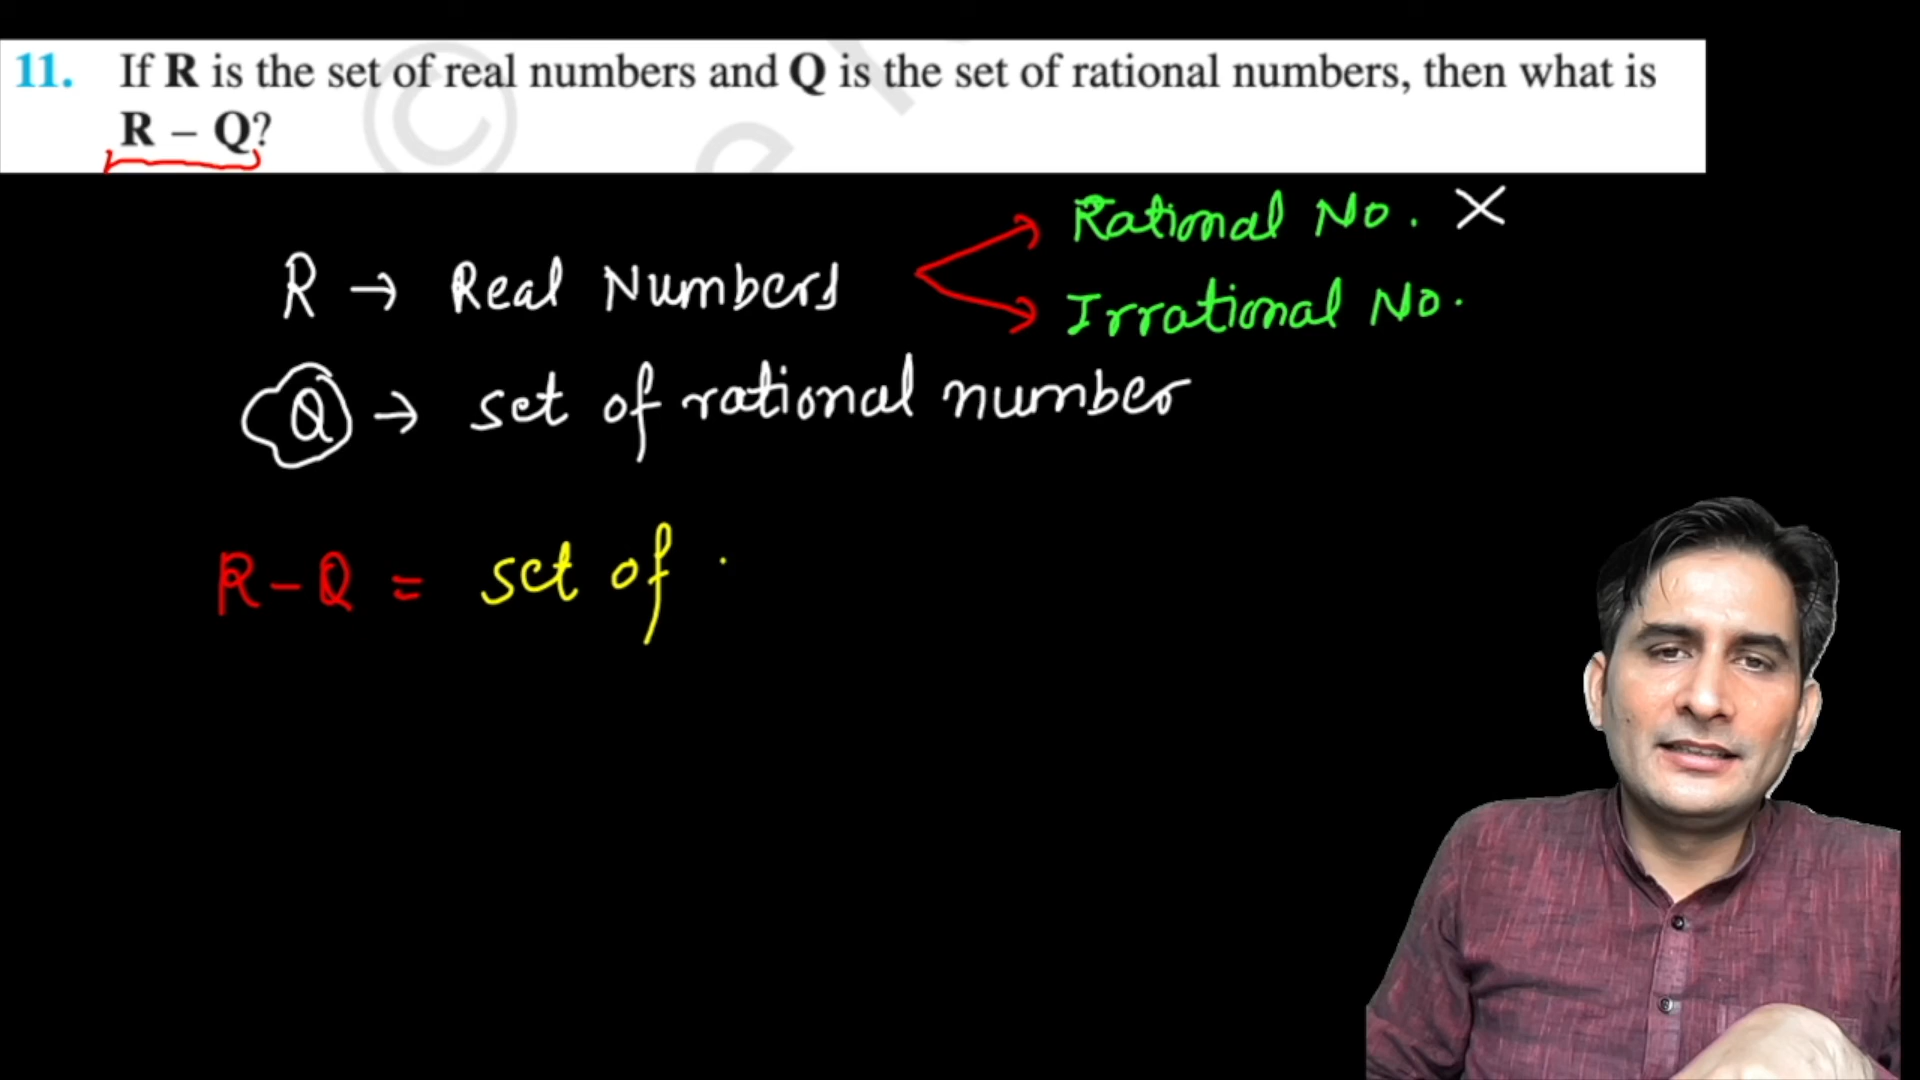 11. If R is the set of real numbers and Q is the set of rational numbers, then what is
R – Q?
Rational No. ×
R → Real Numbers
Irrational No.
Q → set of rational number
R-Q = set of